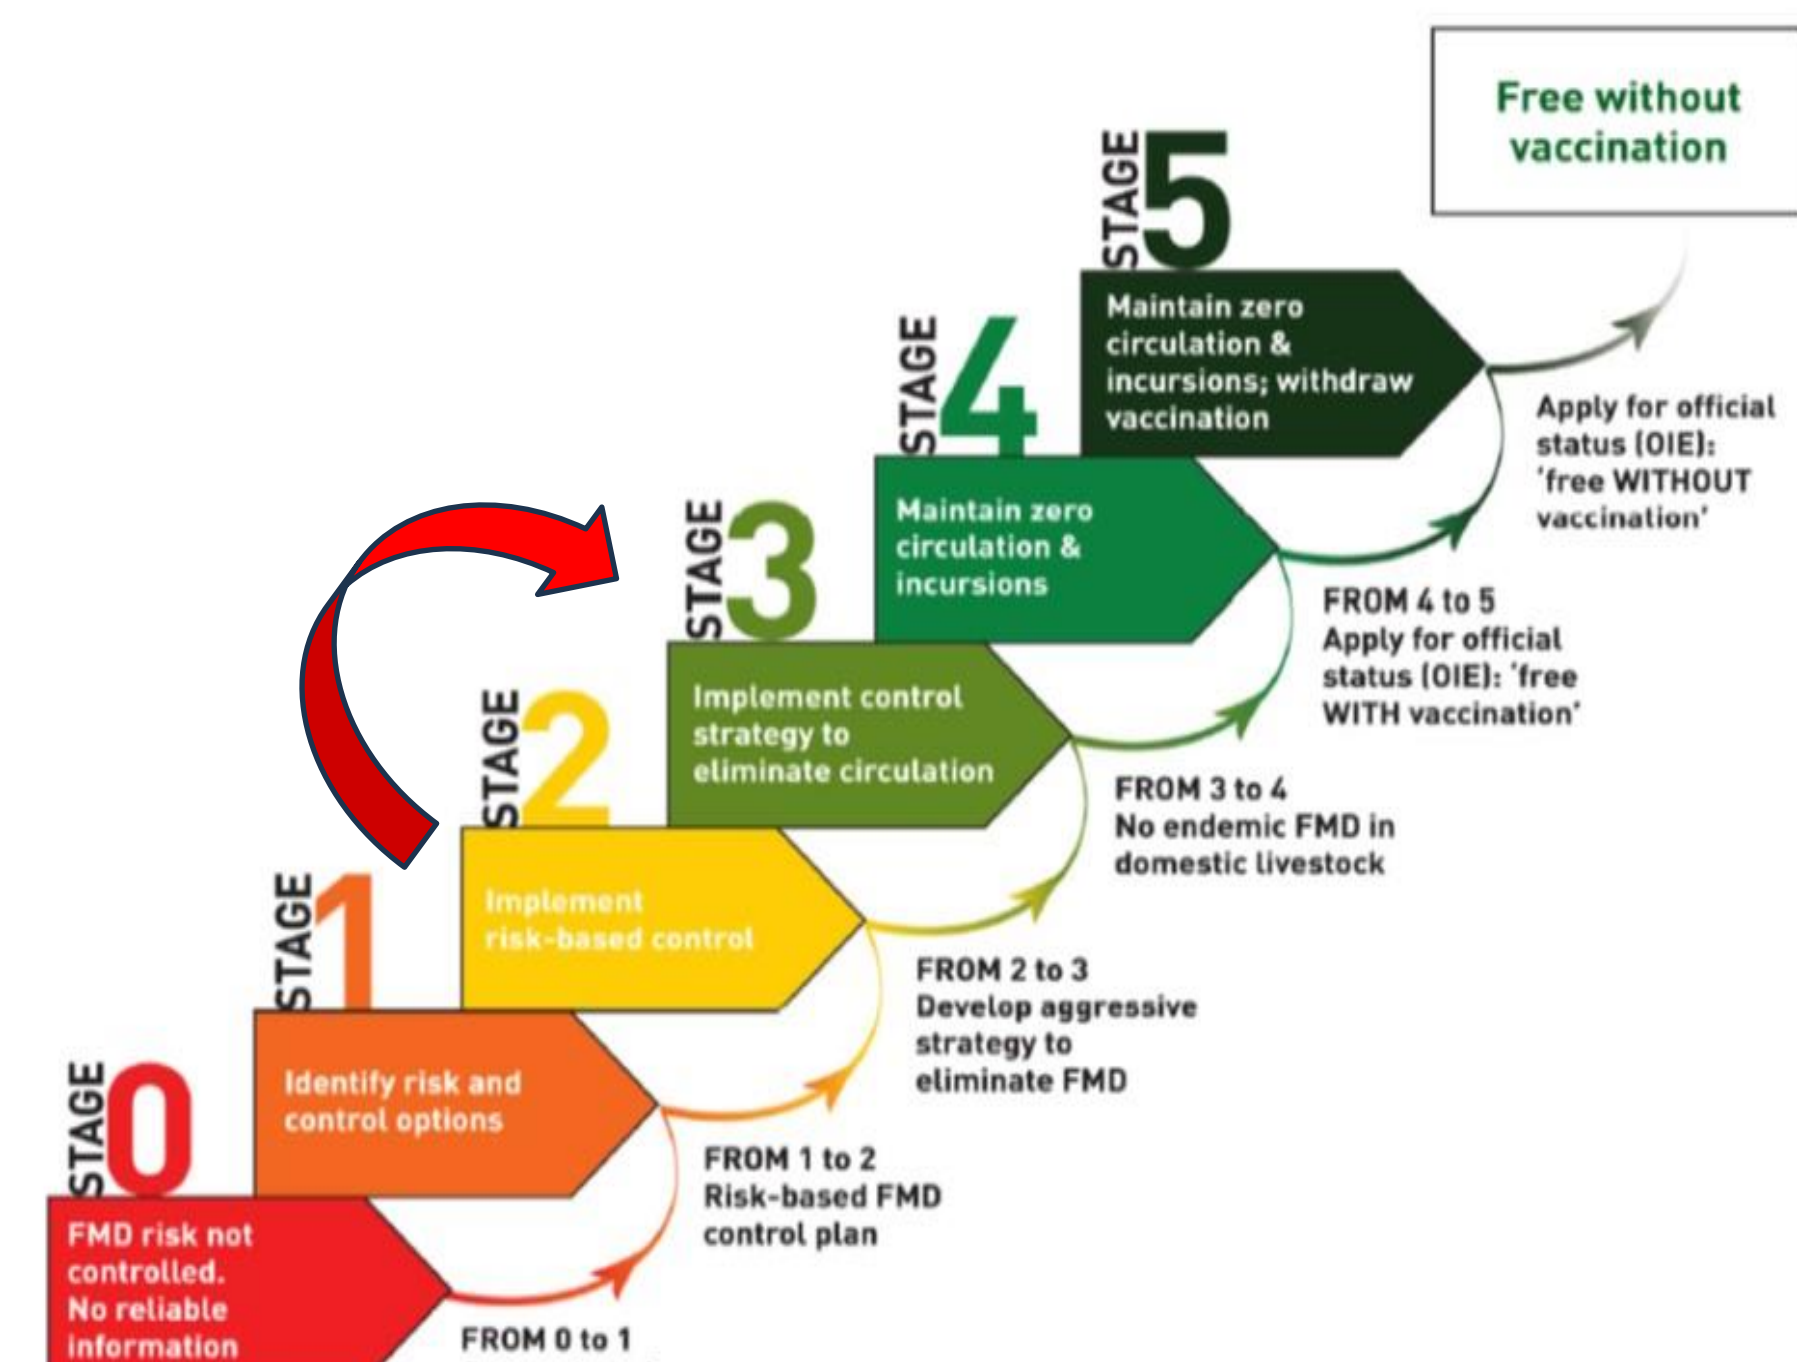 Free without
vaccination
STAGE 5
Maintain zero
circulation &
incursions; withdraw
vaccination
Apply for official
status (OIE):
‘free WITHOUT
vaccination’
STAGE 4
Maintain zero
circulation &
incursions
FROM 4 to 5
Apply for official
status (OIE): ‘free
WITH vaccination’
STAGE 3
Implement control
strategy to
eliminate circulation
FROM 3 to 4
No endemic FMD in
domestic livestock
STAGE 2
Implement
risk-based control
FROM 2 to 3
Develop aggressive
strategy to
eliminate FMD
STAGE 1
Identify risk and
control options
FROM 1 to 2
Risk-based FMD
control plan
STAGE 0
FMD risk not
controlled.
No reliable
information
FROM 0 to 1